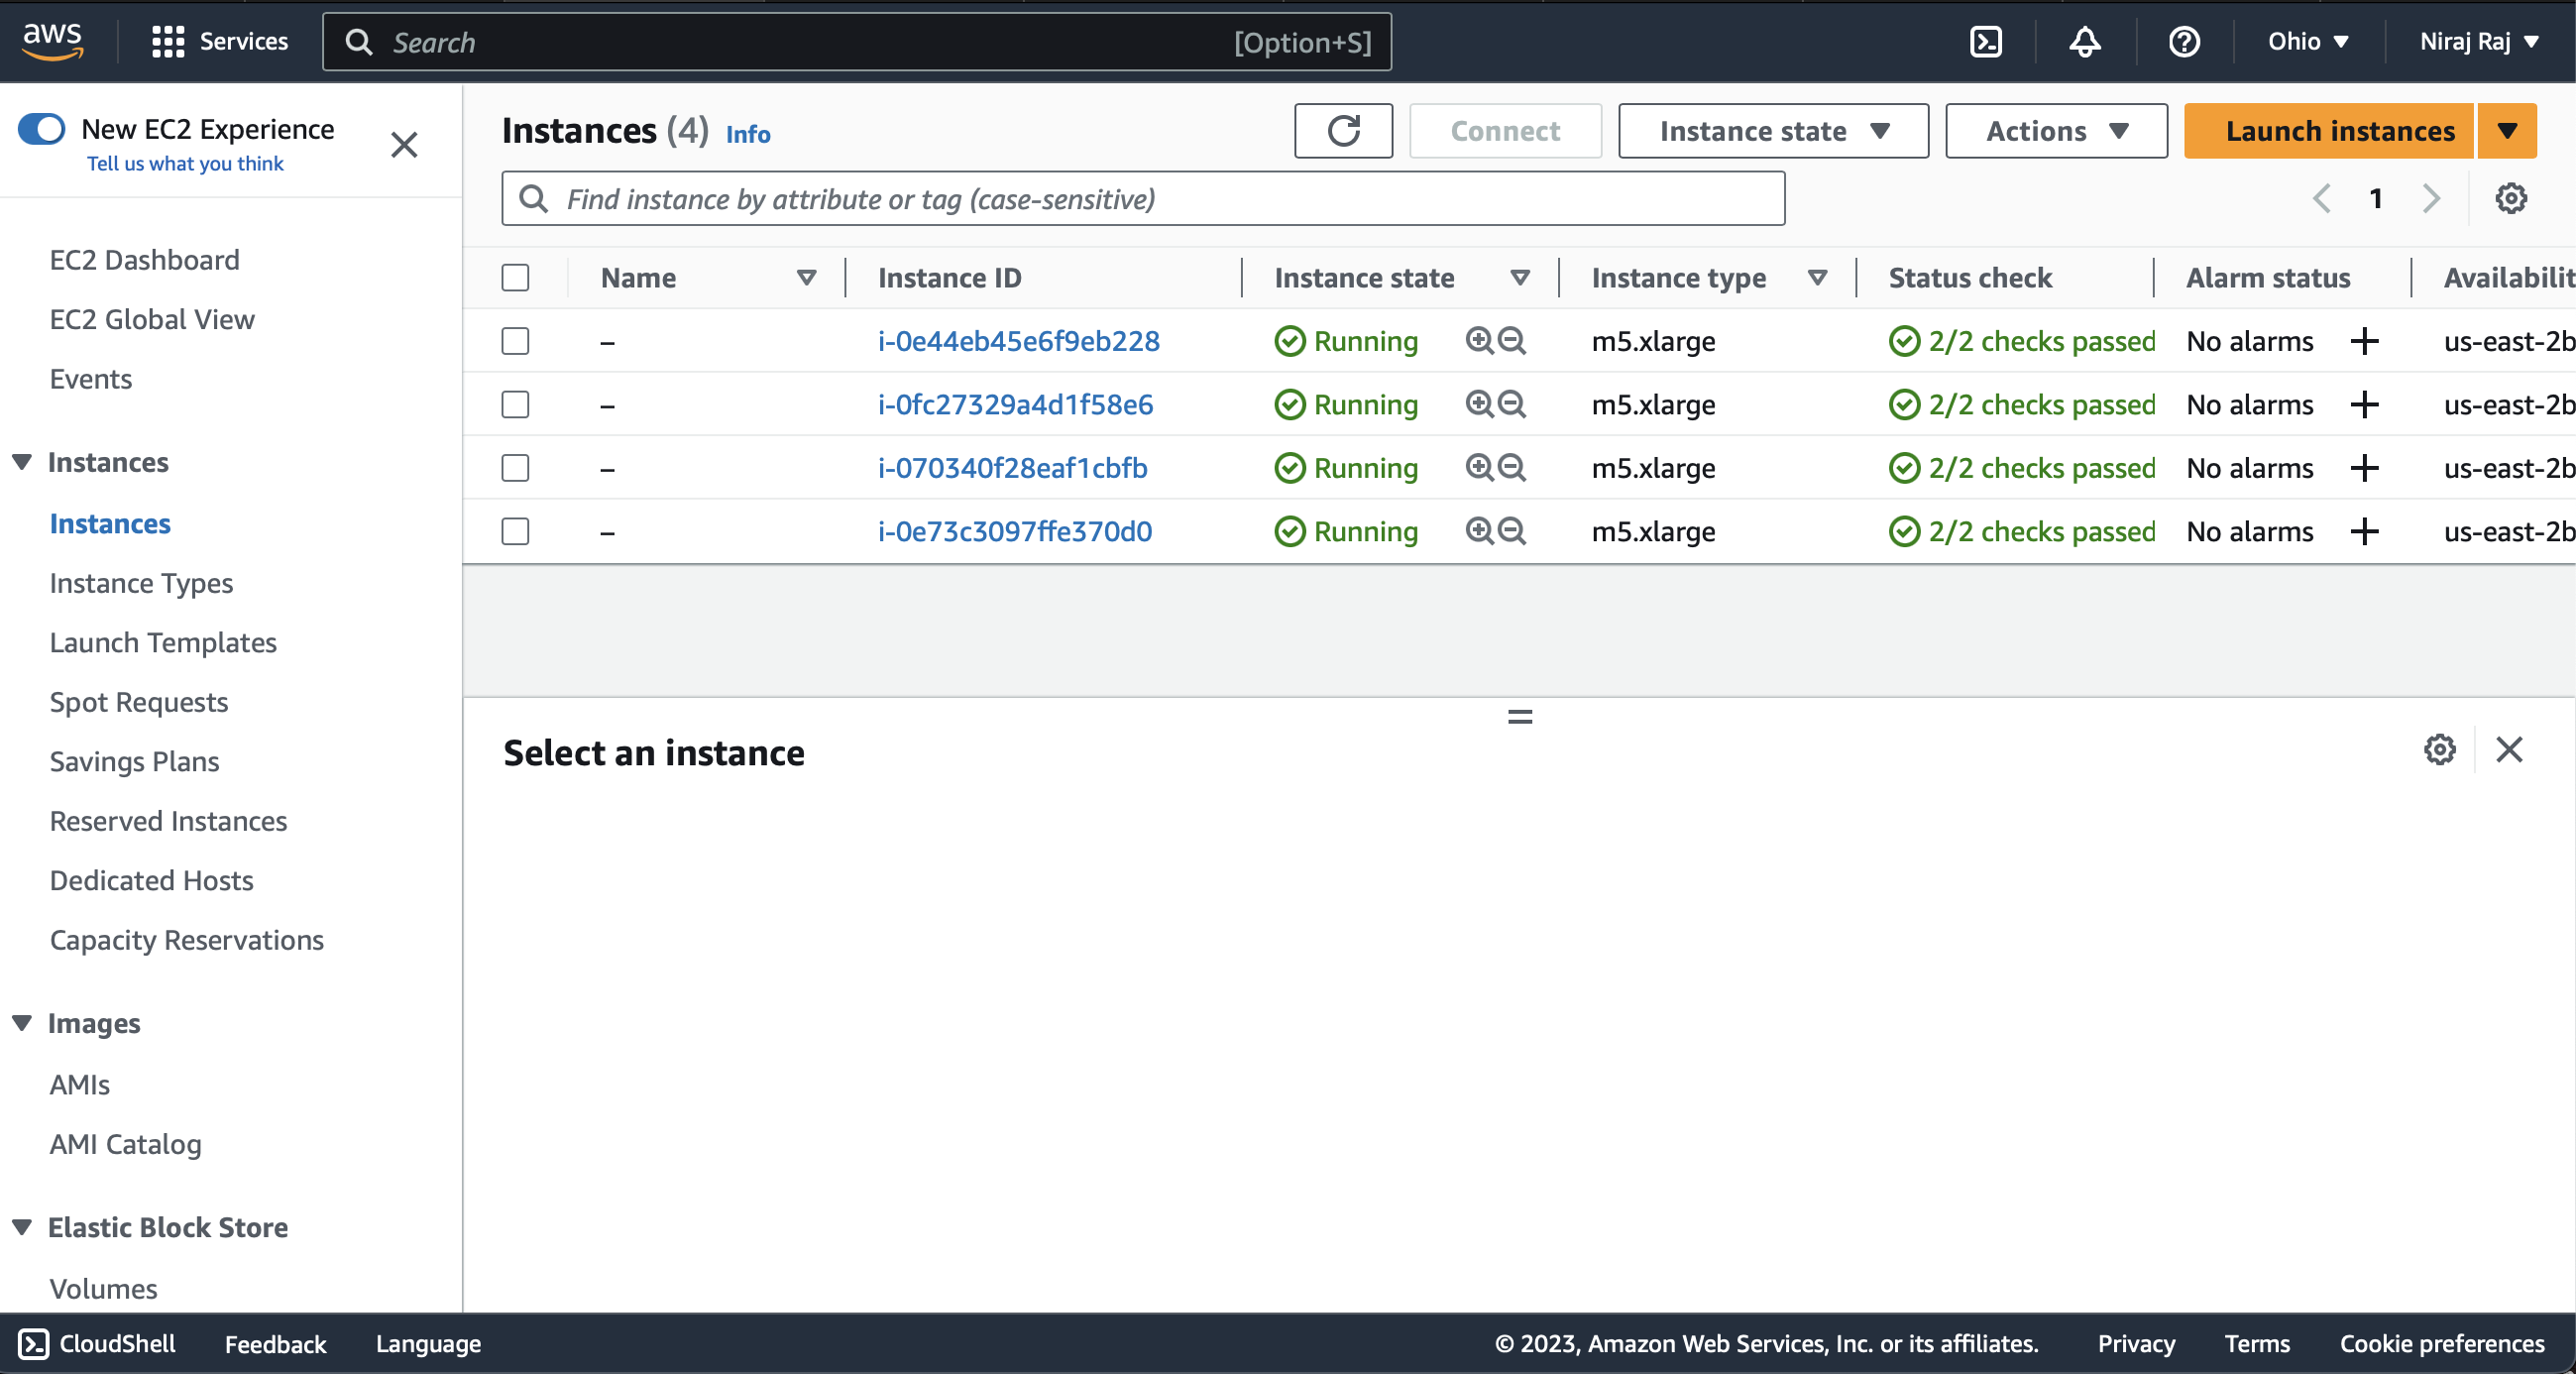 aws Services Search [Option+S] Ohio Niraj Raj
New EC2 Experience
Tell us what you think
EC2 Dashboard
EC2 Global View
Events
Instances
Instances
Instance Types
Launch Templates
Spot Requests
Savings Plans
Reserved Instances
Dedicated Hosts
Capacity Reservations
Images
AMIs
AMI Catalog
Elastic Block Store
Volumes
Instances (4) Info Connect Instance state Actions Launch instances
Find instance by attribute or tag (case-sensitive) 1
Name Instance ID Instance state Instance type Status check Alarm status Availabilit
– i-0e44eb45e6f9eb228 Running m5.xlarge 2/2 checks passed No alarms + us-east-2b
– i-0fc27329a4d1f58e6 Running m5.xlarge 2/2 checks passed No alarms + us-east-2b
– i-070340f28eaf1cbfb Running m5.xlarge 2/2 checks passed No alarms + us-east-2b
– i-0e73c3097ffe370d0 Running m5.xlarge 2/2 checks passed No alarms + us-east-2b
Select an instance
CloudShell Feedback Language © 2023, Amazon Web Services, Inc. or its affiliates. Privacy Terms Cookie preferences